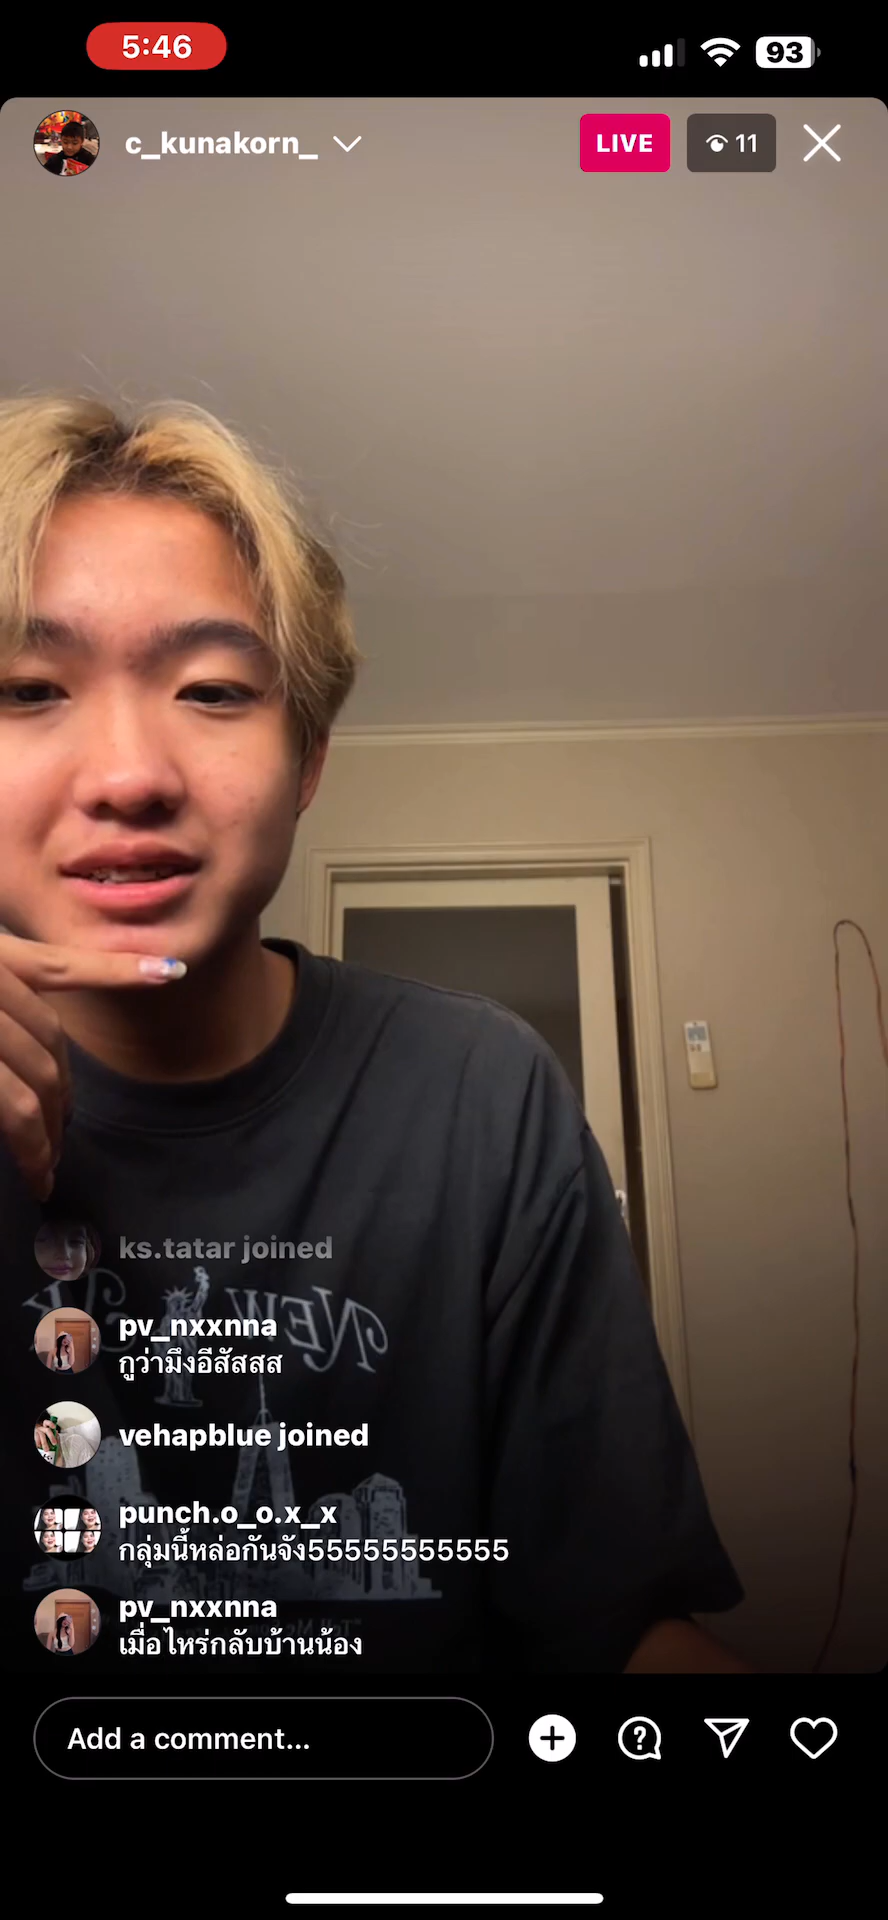 5:46
93
c_kunakorn_
LIVE
11
ks.tatar joined
NEW
pv_nxxnna
กูว่ามึงอีสัสสสส
vehapblue joined
punch.o_o.x_x
กลุ่มนี้หล่อกันจัง55555555555
pv_nxxnna
เมื่อไหร่กลับบ้านน้อง
Add a comment...